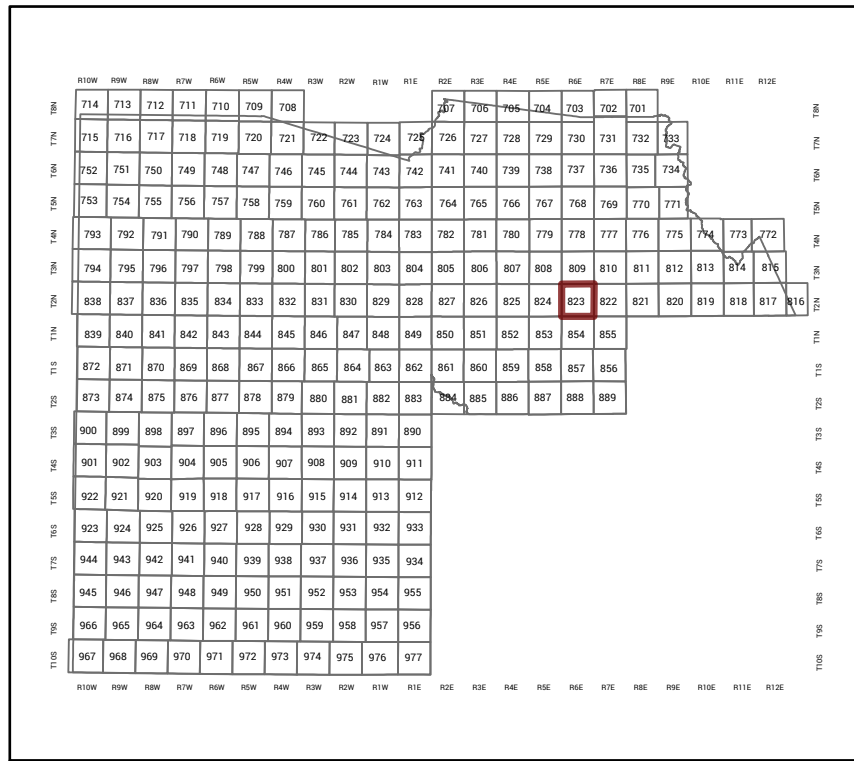 R10W R9W R8W R7W R6W R5W R4W R3W R2W R1W R1E R2E R3E R4E R5E R6E R7E R8E R9E R10E R11E R12E
T8N 714 713 712 711 710 709 708 707 706 705 704 703 702 701 T8N
T7N 715 716 717 718 719 720 721 722 723 724 725 726 727 728 729 730 731 732 733 T7N
T6N 752 751 750 749 748 747 746 745 744 743 742 741 740 739 738 737 736 735 734 T6N
T5N 753 754 755 756 757 758 759 760 761 762 763 764 765 766 767 768 769 770 771 T5N
T4N 793 792 791 790 789 788 787 786 785 784 783 782 781 780 779 778 777 776 775 774 773 772 T4N
T3N 794 795 796 797 798 799 800 801 802 803 804 805 806 807 808 809 810 811 812 813 814 815 T3N
T2N 838 837 836 835 834 833 832 831 830 829 828 827 826 825 824 823 822 821 820 819 818 817 816 T2N
T1N 839 840 841 842 843 844 845 846 847 848 849 850 851 852 853 854 855 T1N
T1S 872 871 870 869 868 867 866 865 864 863 862 861 860 859 858 857 856 T1S
T2S 873 874 875 876 877 878 879 880 881 882 883 884 885 886 887 888 889 T2S
T3S 900 899 898 897 896 895 894 893 892 891 890 T3S
T4S 901 902 903 904 905 906 907 908 909 910 911 T4S
T5S 922 921 920 919 918 917 916 915 914 913 912 T5S
T6S 923 924 925 926 927 928 929 930 931 932 933 T6S
T7S 944 943 942 941 940 939 938 937 936 935 934 T7S
T8S 945 946 947 948 949 950 951 952 953 954 955 T8S
T9S 966 965 964 963 962 961 960 959 958 957 956 T9S
T10S 967 968 969 970 971 972 973 974 975 976 977 T10S
R10W R9W R8W R7W R6W R5W R4W R3W R2W R1W R1E R2E R3E R4E R5E R6E R7E R8E R9E R10E R11E R12E